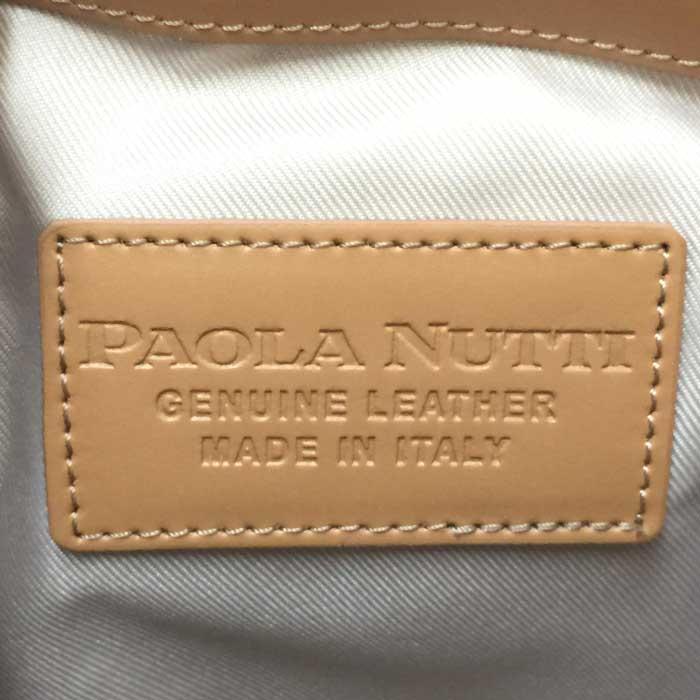 PAOLA NUTTI
GENUINE LEATHER
MADE IN ITALY